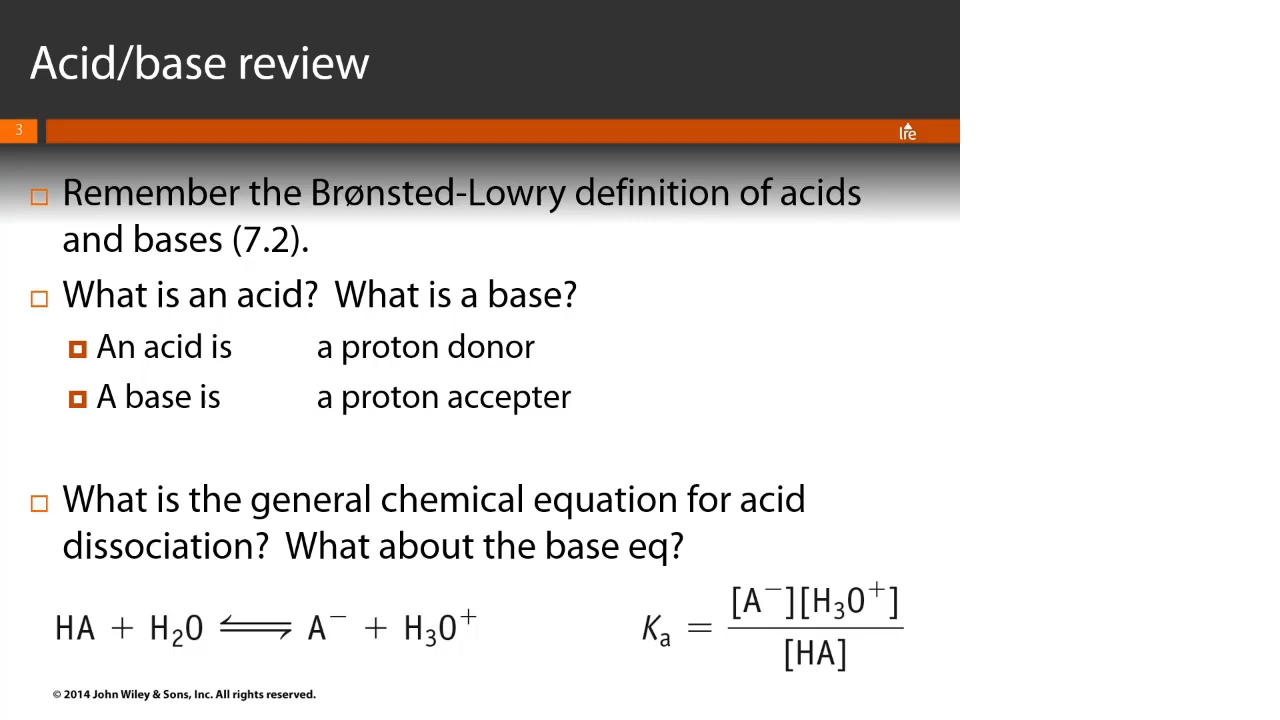 Acid/base review
3
lre
Remember the Brønsted-Lowry definition of acids
and bases (7.2).
What is an acid?  What is a base?
An acid is a proton donor
A base is a proton accepter
What is the general chemical equation for acid
dissociation?  What about the base eq?
HA + H₂O ⇌ A⁻ + H₃O⁺
Kₐ = [A⁻][H₃O⁺] / [HA]
© 2014 John Wiley & Sons, Inc. All rights reserved.